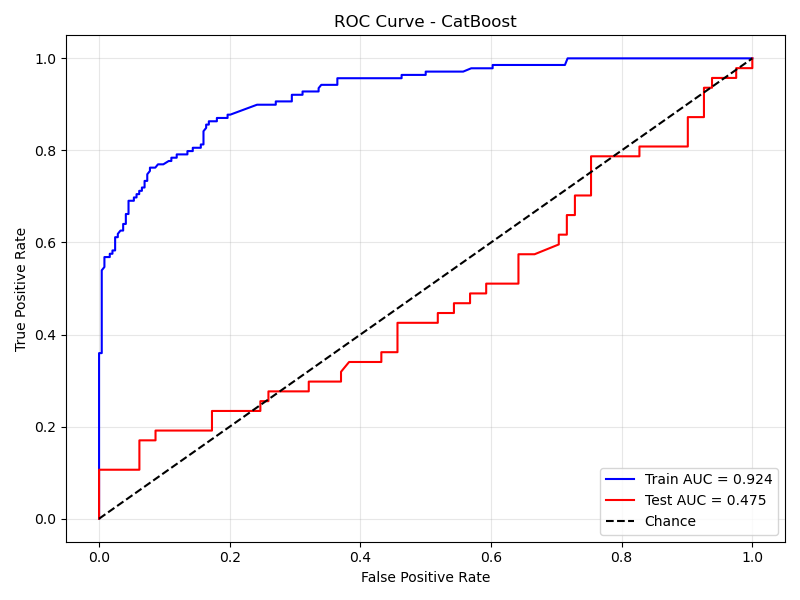 ROC Curve - CatBoost
True Positive Rate
1.0
0.8
0.6
0.4
0.2
0.0
Train AUC = 0.924
Test AUC = 0.475
Chance
0.0 0.2 0.4 0.6 0.8 1.0
False Positive Rate